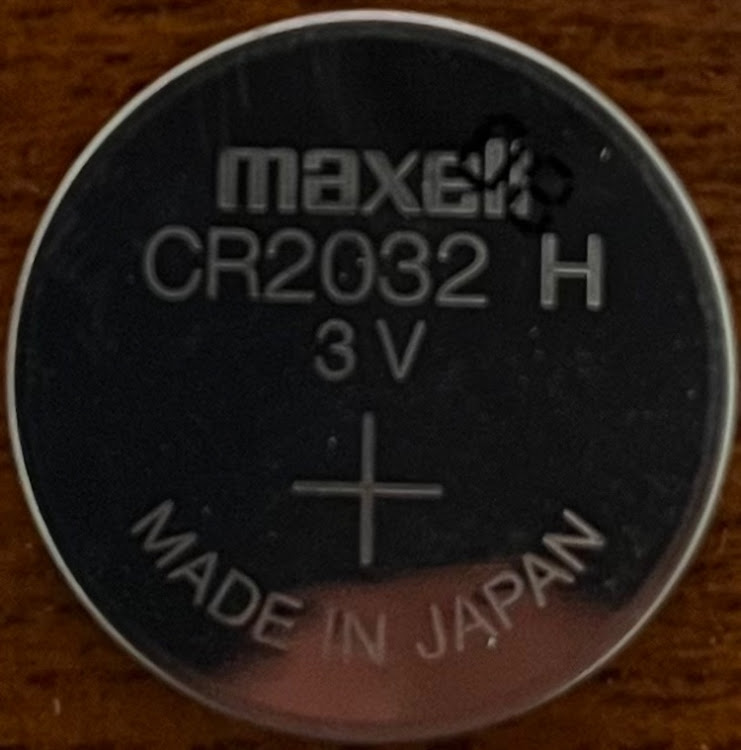 maxell
CR2032 H
3 V
+
MADE IN JAPAN